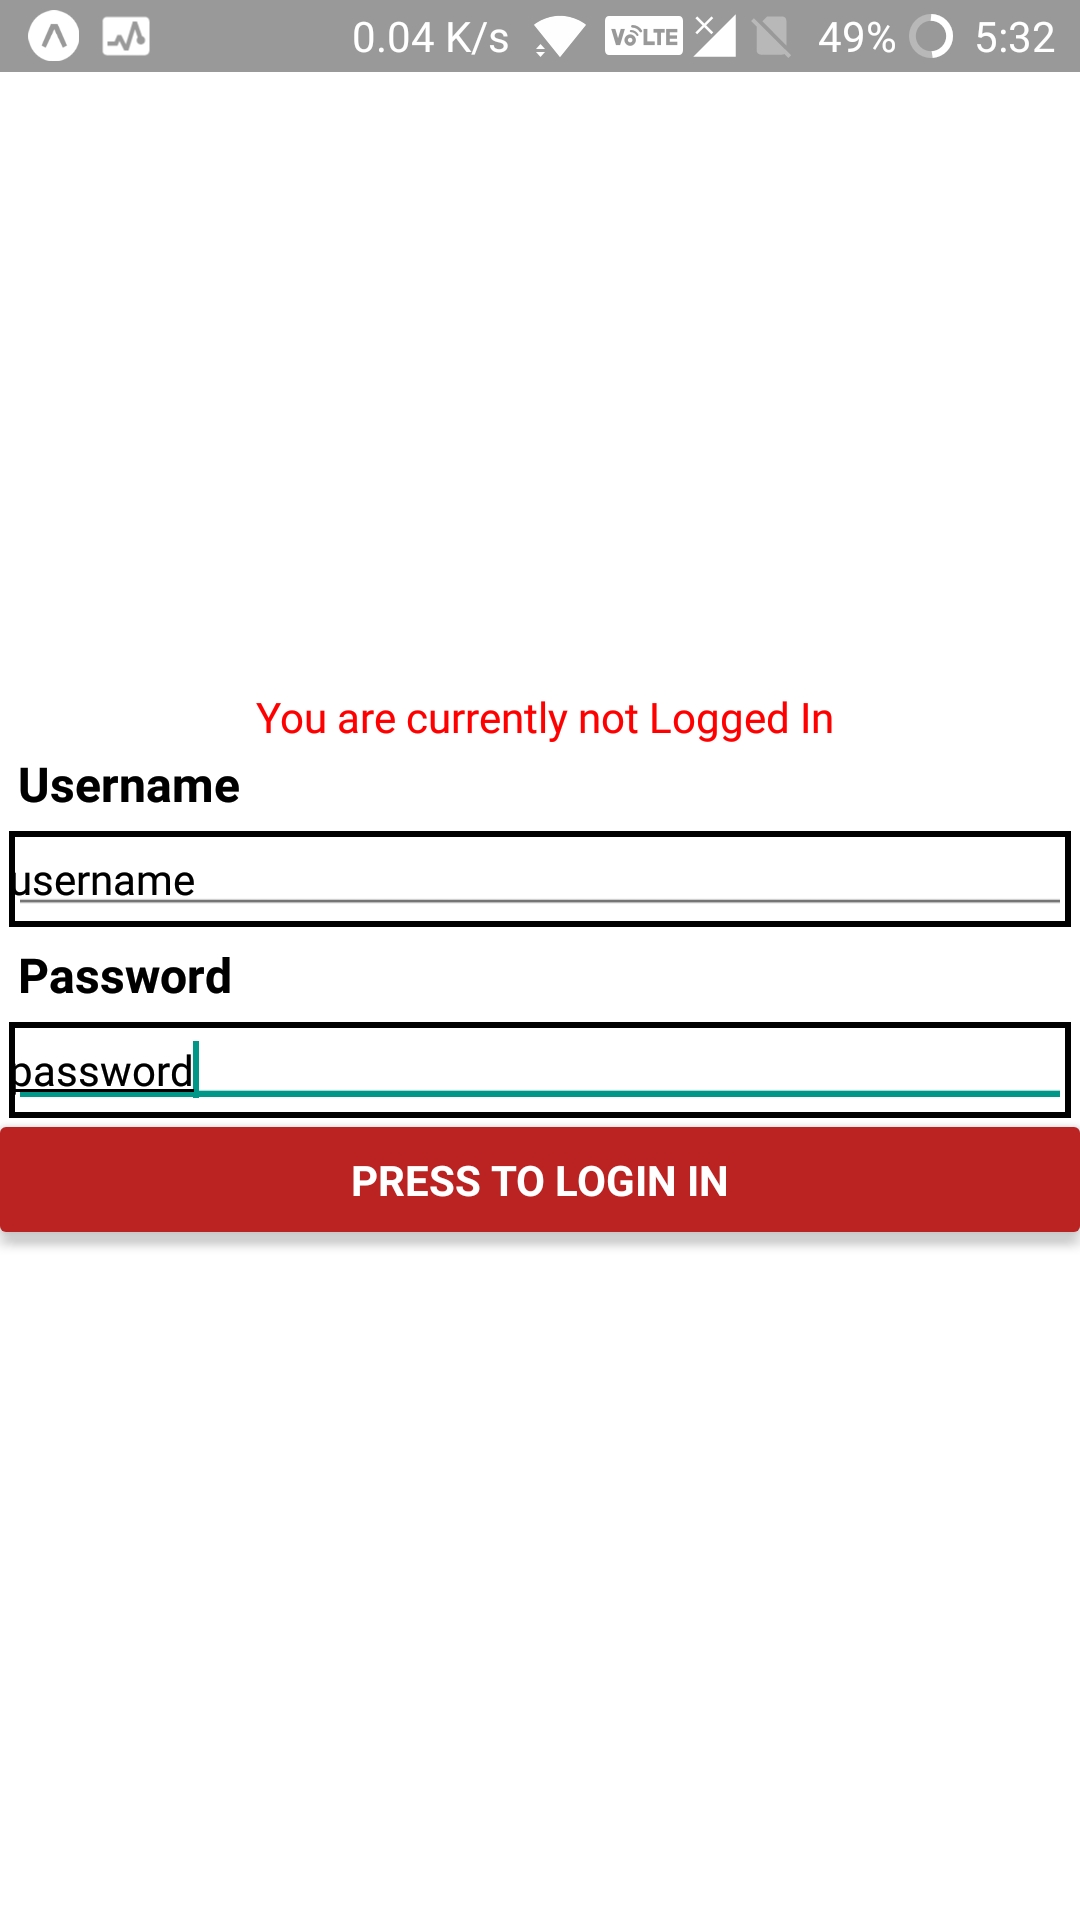 0.04 K/s VoLTE 49% 5:32
You are currently not Logged In
Username
username
Password
password
PRESS TO LOGIN IN